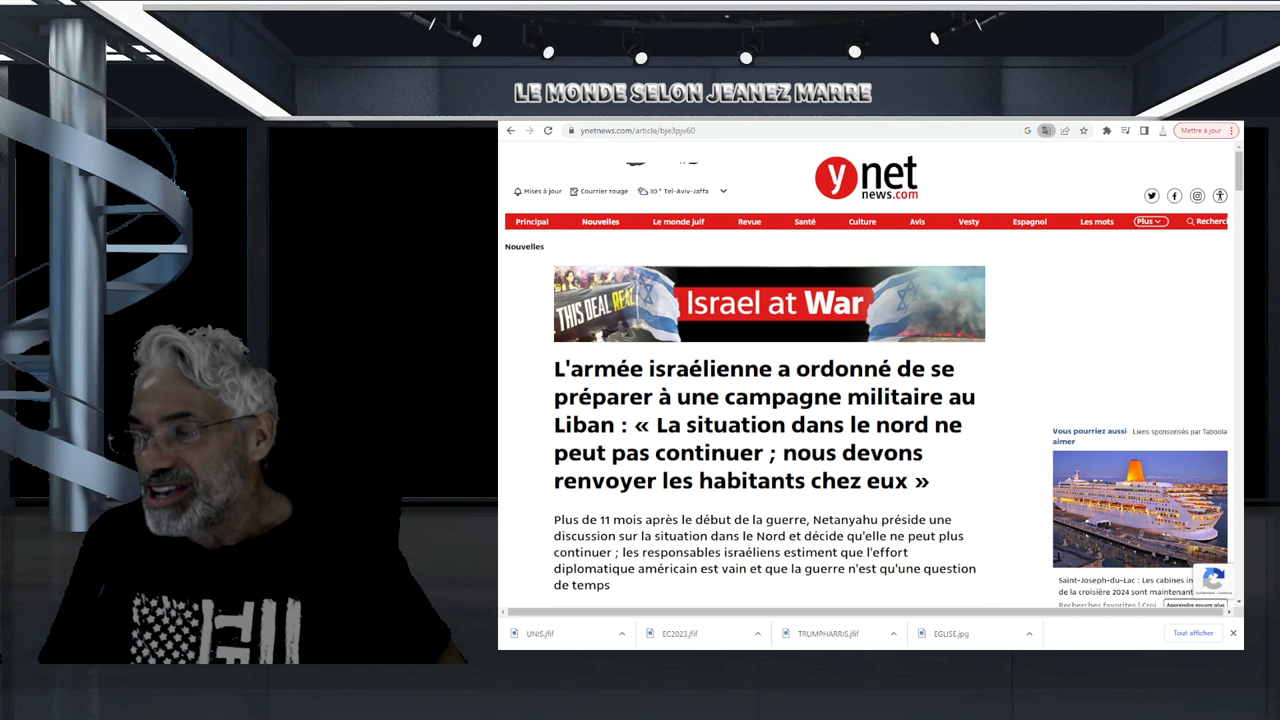 LE MONDE SELON JEANEZ MARRE
ynetnews.com/article/bje3pjv60
Mettre à jour
Mises à jour Courrier rouge 30 ° Tel-Aviv-Jaffa
y net
news.com
Principal Nouvelles Le monde juif Revue Santé Culture Avis Vesty Espagnol Les mots Plus Recherc
Nouvelles
THIS DEAL
Israel at War
L'armée israélienne a ordonné de se
préparer à une campagne militaire au
Liban : « La situation dans le nord ne
peut pas continuer ; nous devons
renvoyer les habitants chez eux »
Plus de 11 mois après le début de la guerre, Netanyahu préside une
discussion sur la situation dans le Nord et décide qu'elle ne peut plus
continuer ; les responsables israéliens estiment que l'effort
diplomatique américain est vain et que la guerre n'est qu'une question
de temps
Vous pourriez aussi
aimer
Liens sponsorisés par Taboola
Saint-Joseph-du-Lac : Les cabines in
de la croisière 2024 sont maintenant
Recherches favorites | Croi
Apprendre encore plus
UNiS.jfif EC2023.jfif TRUMPHARRIS.jfif EGLISE.jpg Tout afficher